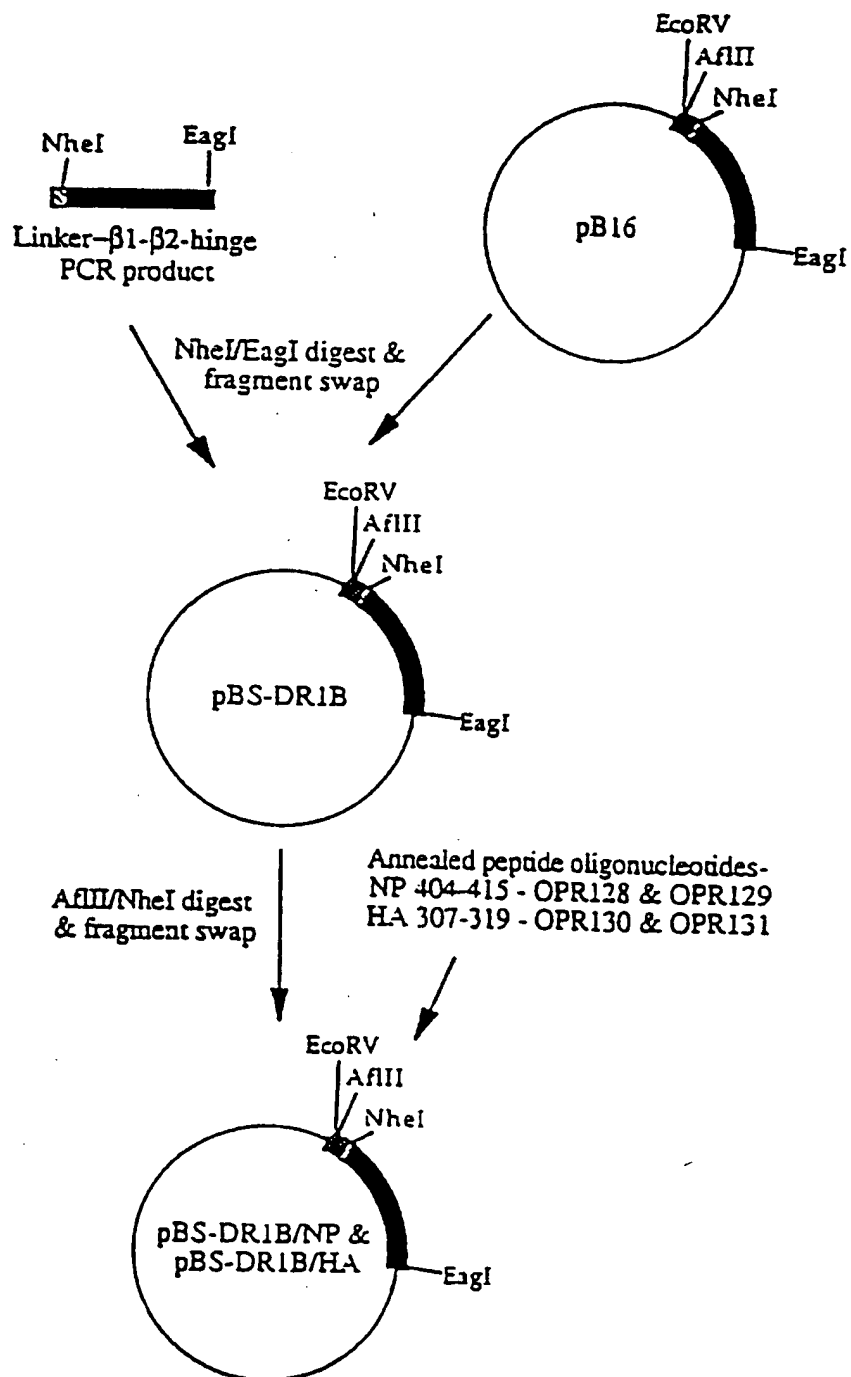 EcoRV
AflII
NheI
NheI
EagI
pB16
EagI
Linker–β1-β2-hinge
PCR product
NheI/EagI digest &
fragment swap
EcoRV
AflII
NheI
pBS-DR1B
EagI
AflII/NheI digest
& fragment swap
Annealed peptide oligonucleotides-
NP 404-415 - OPR128 & OPR129
HA 307-319 - OPR130 & OPR131
EcoRV
AflII
NheI
pBS-DR1B/NP &
pBS-DR1B/HA
EagI